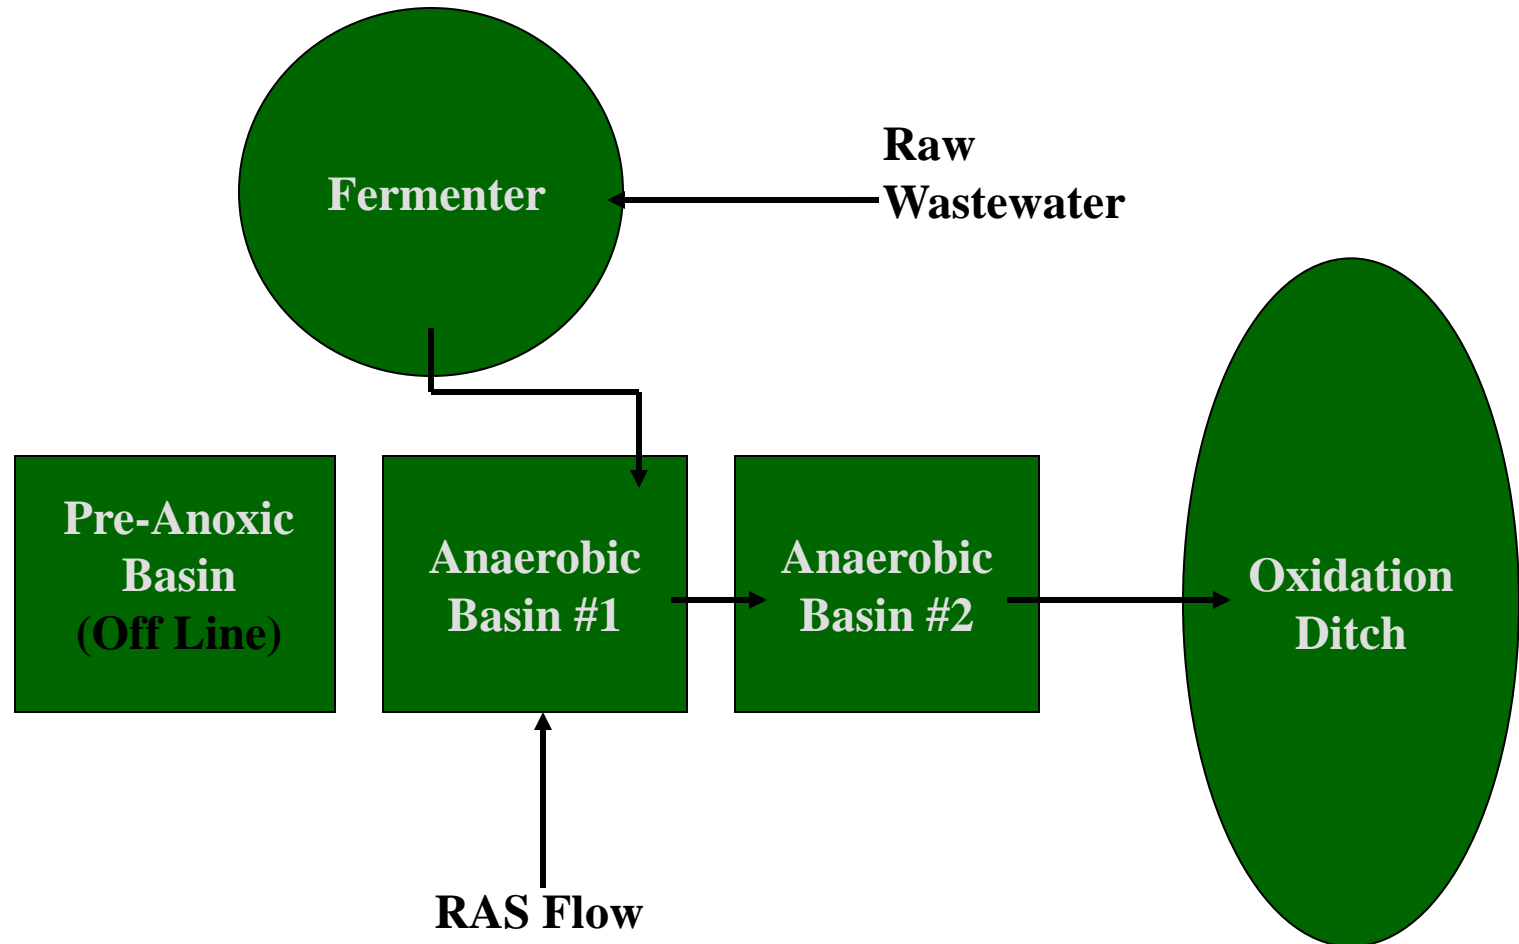 Raw
Wastewater
Fermenter
Pre-Anoxic
Basin
(Off Line)
Anaerobic
Basin #1
Anaerobic
Basin #2
Oxidation
Ditch
RAS Flow